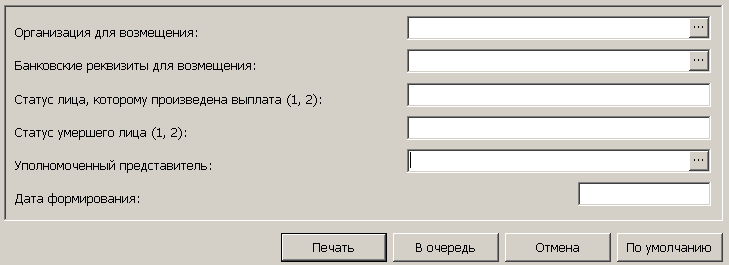 Организация для возмещения:
...
Банковские реквизиты для возмещения:
...
Статус лица, которому произведена выплата (1, 2):
Статус умершего лица (1, 2):
Уполномоченный представитель:
...
Дата формирования:
Печать В очередь Отмена По умолчанию